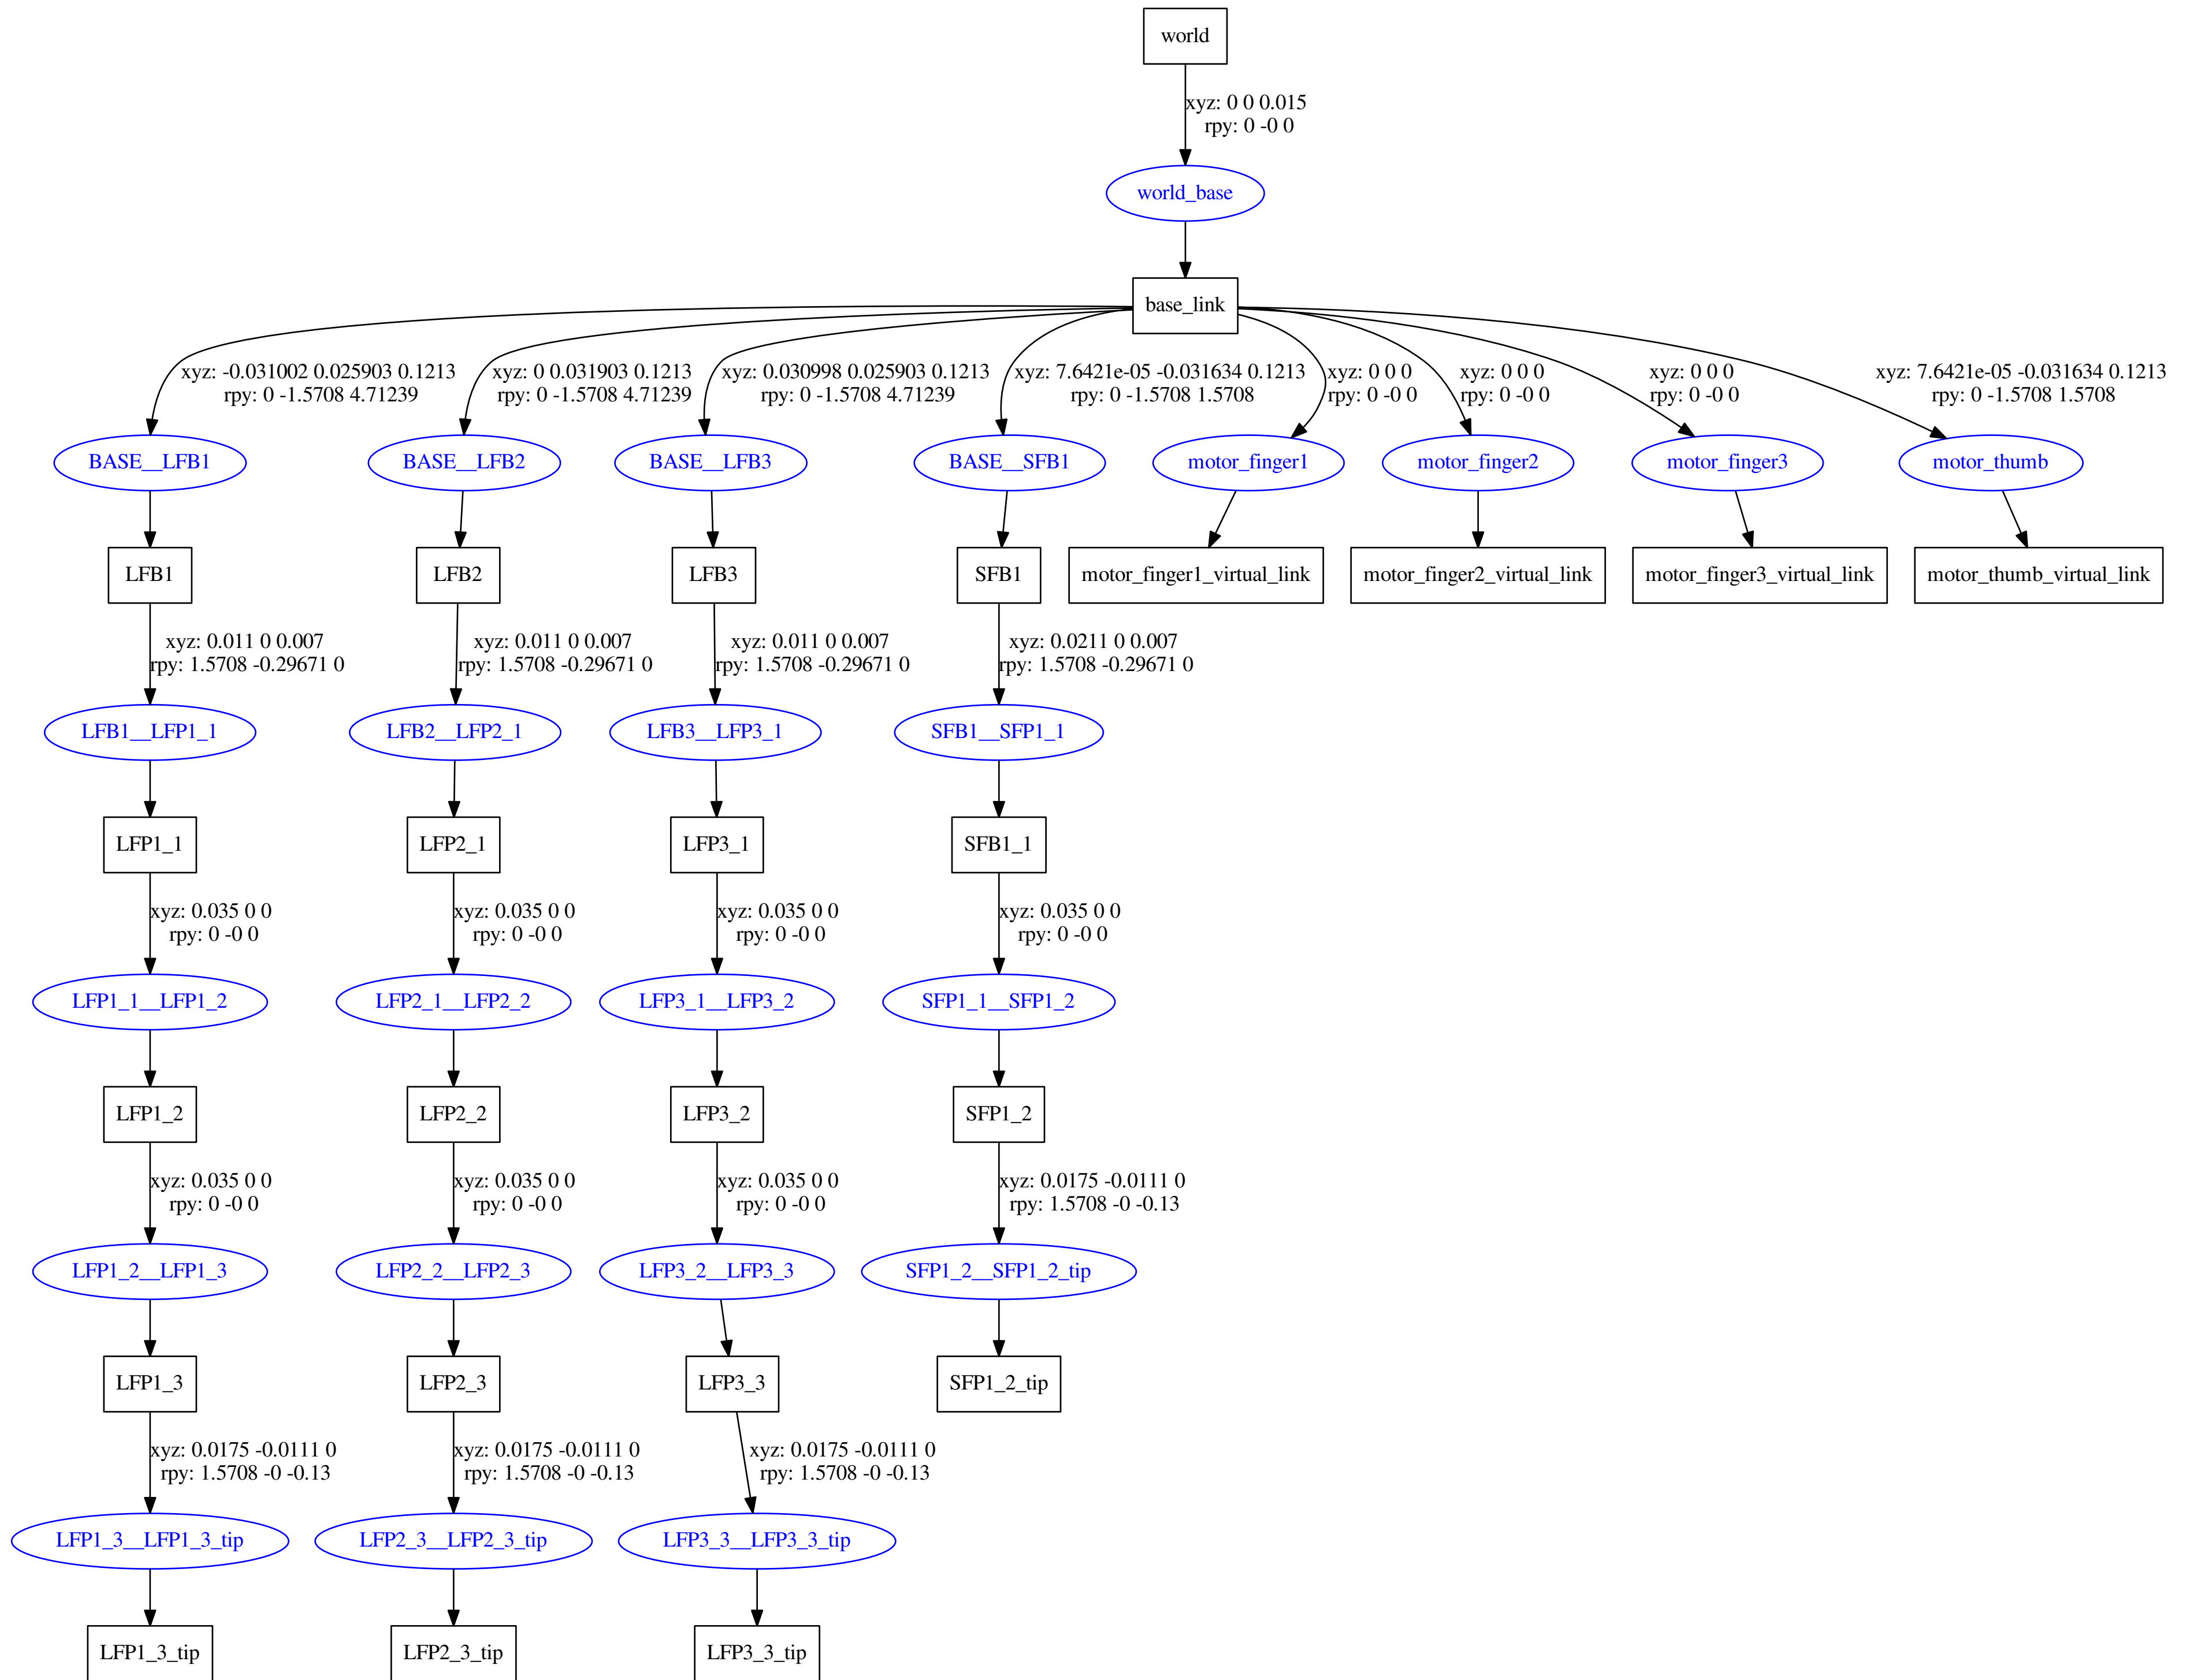 world
xyz: 0 0 0.015
rpy: 0 -0 0
world_base
base_link
xyz: -0.031002 0.025903 0.1213
rpy: 0 -1.5708 4.71239
xyz: 0 0.031903 0.1213
rpy: 0 -1.5708 4.71239
xyz: 0.030998 0.025903 0.1213
rpy: 0 -1.5708 4.71239
xyz: 7.6421e-05 -0.031634 0.1213
rpy: 0 -1.5708 1.5708
xyz: 0 0 0
rpy: 0 -0 0
xyz: 0 0 0
rpy: 0 -0 0
xyz: 0 0 0
rpy: 0 -0 0
xyz: 7.6421e-05 -0.031634 0.1213
rpy: 0 -1.5708 1.5708
BASE__LFB1
BASE__LFB2
BASE__LFB3
BASE__SFB1
motor_finger1
motor_finger2
motor_finger3
motor_thumb
LFB1
LFB2
LFB3
SFB1
motor_finger1_virtual_link
motor_finger2_virtual_link
motor_finger3_virtual_link
motor_thumb_virtual_link
xyz: 0.011 0 0.007
rpy: 1.5708 -0.29671 0
xyz: 0.011 0 0.007
rpy: 1.5708 -0.29671 0
xyz: 0.011 0 0.007
rpy: 1.5708 -0.29671 0
xyz: 0.0211 0 0.007
rpy: 1.5708 -0.29671 0
LFB1__LFP1_1
LFB2__LFP2_1
LFB3__LFP3_1
SFB1__SFP1_1
LFP1_1
LFP2_1
LFP3_1
SFB1_1
xyz: 0.035 0 0
rpy: 0 -0 0
xyz: 0.035 0 0
rpy: 0 -0 0
xyz: 0.035 0 0
rpy: 0 -0 0
xyz: 0.035 0 0
rpy: 0 -0 0
LFP1_1__LFP1_2
LFP2_1__LFP2_2
LFP3_1__LFP3_2
SFP1_1__SFP1_2
LFP1_2
LFP2_2
LFP3_2
SFP1_2
xyz: 0.035 0 0
rpy: 0 -0 0
xyz: 0.035 0 0
rpy: 0 -0 0
xyz: 0.035 0 0
rpy: 0 -0 0
xyz: 0.0175 -0.0111 0
rpy: 1.5708 -0 -0.13
LFP1_2__LFP1_3
LFP2_2__LFP2_3
LFP3_2__LFP3_3
SFP1_2__SFP1_2_tip
LFP1_3
LFP2_3
LFP3_3
SFP1_2_tip
xyz: 0.0175 -0.0111 0
rpy: 1.5708 -0 -0.13
xyz: 0.0175 -0.0111 0
rpy: 1.5708 -0 -0.13
xyz: 0.0175 -0.0111 0
rpy: 1.5708 -0 -0.13
LFP1_3__LFP1_3_tip
LFP2_3__LFP2_3_tip
LFP3_3__LFP3_3_tip
LFP1_3_tip
LFP2_3_tip
LFP3_3_tip